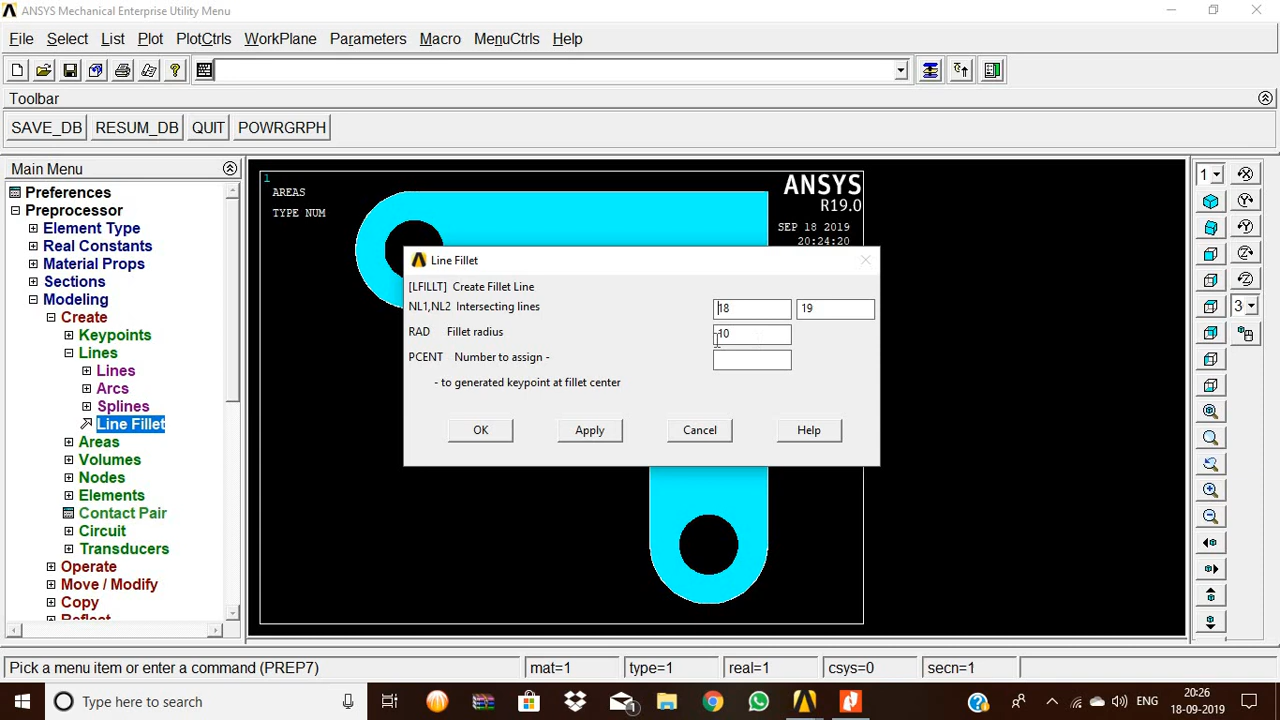 ANSYS Mechanical Enterprise Utility Menu
File Select List Plot PlotCtrls WorkPlane Parameters Macro MenuCtrls Help
Toolbar
SAVE_DB RESUM_DB QUIT POWRGRPH
Main Menu
Preferences
Preprocessor
Element Type
Real Constants
Material Props
Sections
Modeling
Create
Keypoints
Lines
Lines
Arcs
Splines
Line Fillet
Areas
Volumes
Nodes
Elements
Contact Pair
Circuit
Transducers
Operate
Move / Modify
Copy
Reflect
1
AREAS
TYPE NUM
ANSYS
R19.0
SEP 18 2019
20:24:20
Line Fillet
[LFILLT] Create Fillet Line
NL1,NL2 Intersecting lines 18 19
RAD Fillet radius 10
PCENT Number to assign -
- to generated keypoint at fillet center
OK Apply Cancel Help
1
3
Pick a menu item or enter a command (PREP7) mat=1 type=1 real=1 csys=0 secn=1
Type here to search
1
ENG
20:26
18-09-2019